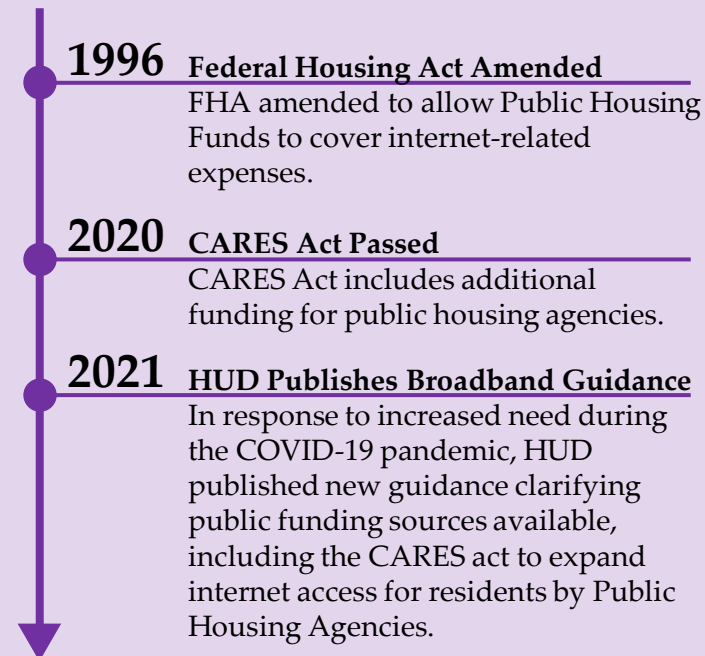 1996 Federal Housing Act Amended
FHA amended to allow Public Housing
Funds to cover internet-related
expenses.
2020 CARES Act Passed
CARES Act includes additional
funding for public housing agencies.
2021 HUD Publishes Broadband Guidance
In response to increased need during
the COVID-19 pandemic, HUD
published new guidance clarifying
public funding sources available,
including the CARES act to expand
internet access for residents by Public
Housing Agencies.